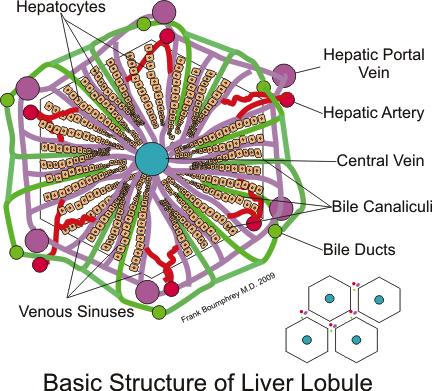 Hepatocytes
Hepatic Portal
Vein
Hepatic Artery
Central Vein
Bile Canaliculi
Bile Ducts
Venous Sinuses
Frank Boumphrey M.D. 2009
Basic Structure of Liver Lobule